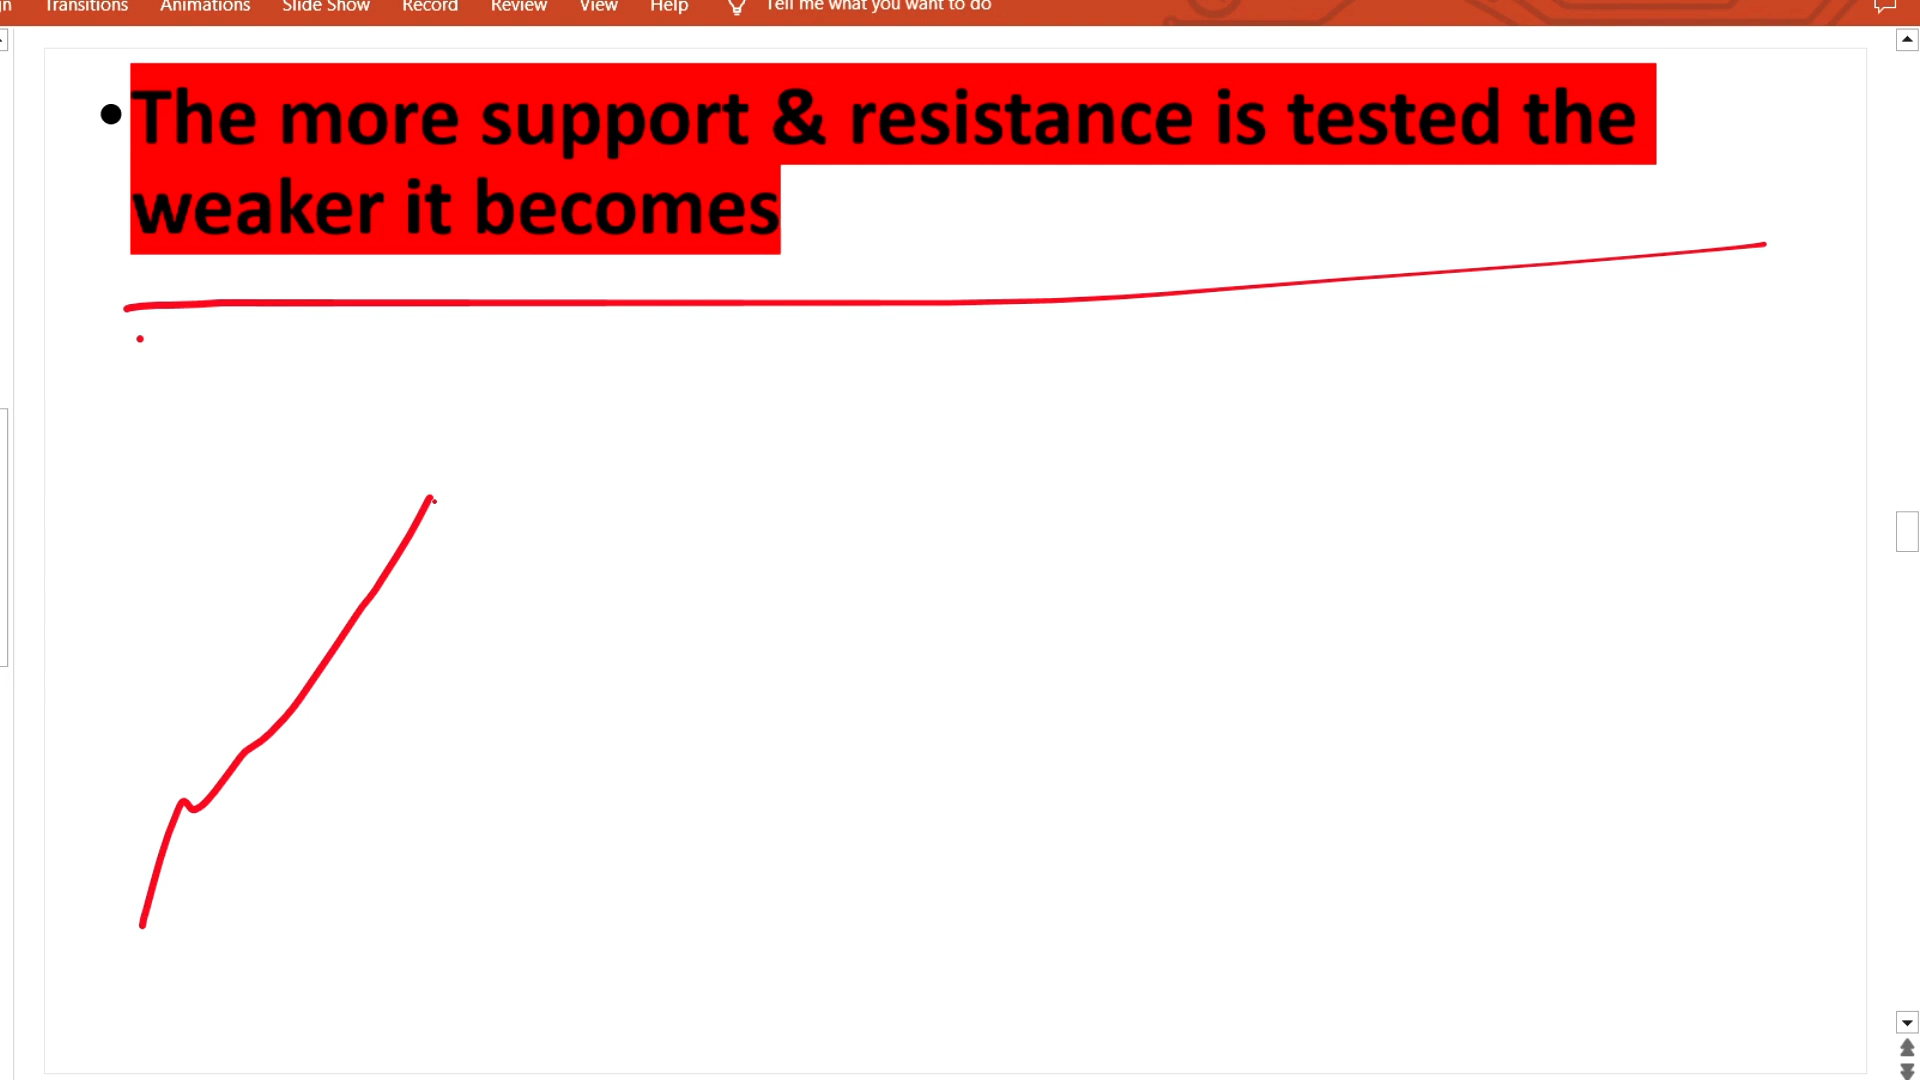 Transitions Animations Slide Show Record Review View Help Tell me what you want to do
• The more support & resistance is tested the
weaker it becomes